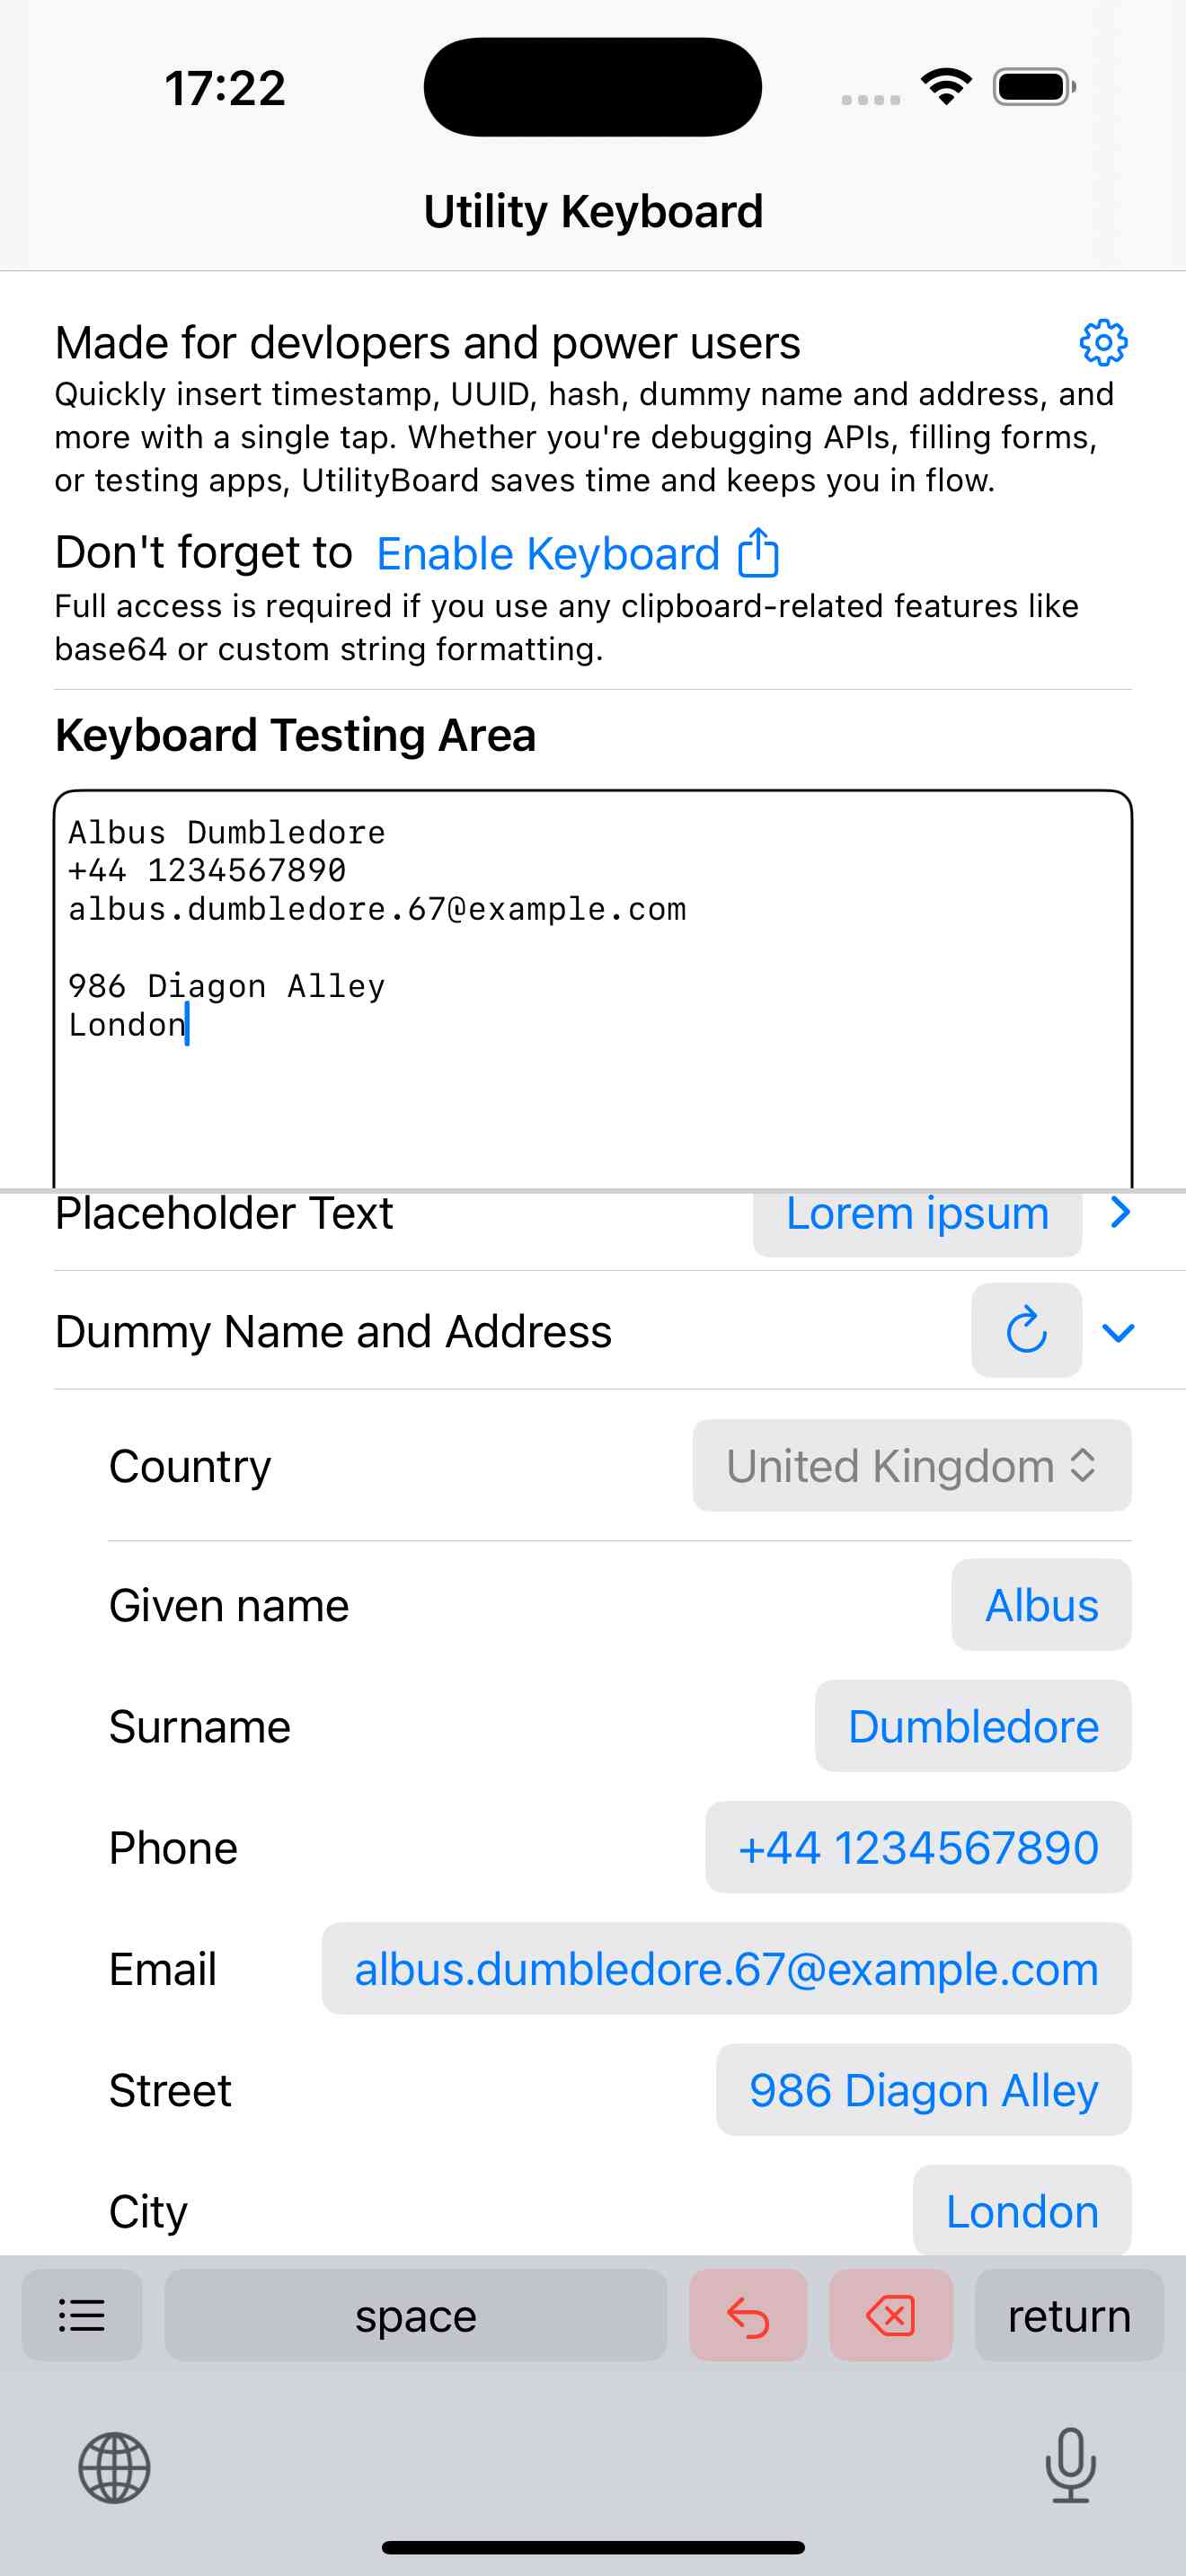 17:22
Utility Keyboard
Made for devlopers and power users
Quickly insert timestamp, UUID, hash, dummy name and address, and
more with a single tap. Whether you're debugging APIs, filling forms,
or testing apps, UtilityBoard saves time and keeps you in flow.
Don't forget to Enable Keyboard
Full access is required if you use any clipboard-related features like
base64 or custom string formatting.
Keyboard Testing Area
Albus Dumbledore
+44 1234567890
albus.dumbledore.67@example.com
986 Diagon Alley
London
Placeholder Text Lorem ipsum
Dummy Name and Address
Country United Kingdom
Given name Albus
Surname Dumbledore
Phone +44 1234567890
Email albus.dumbledore.67@example.com
Street 986 Diagon Alley
City London
space return